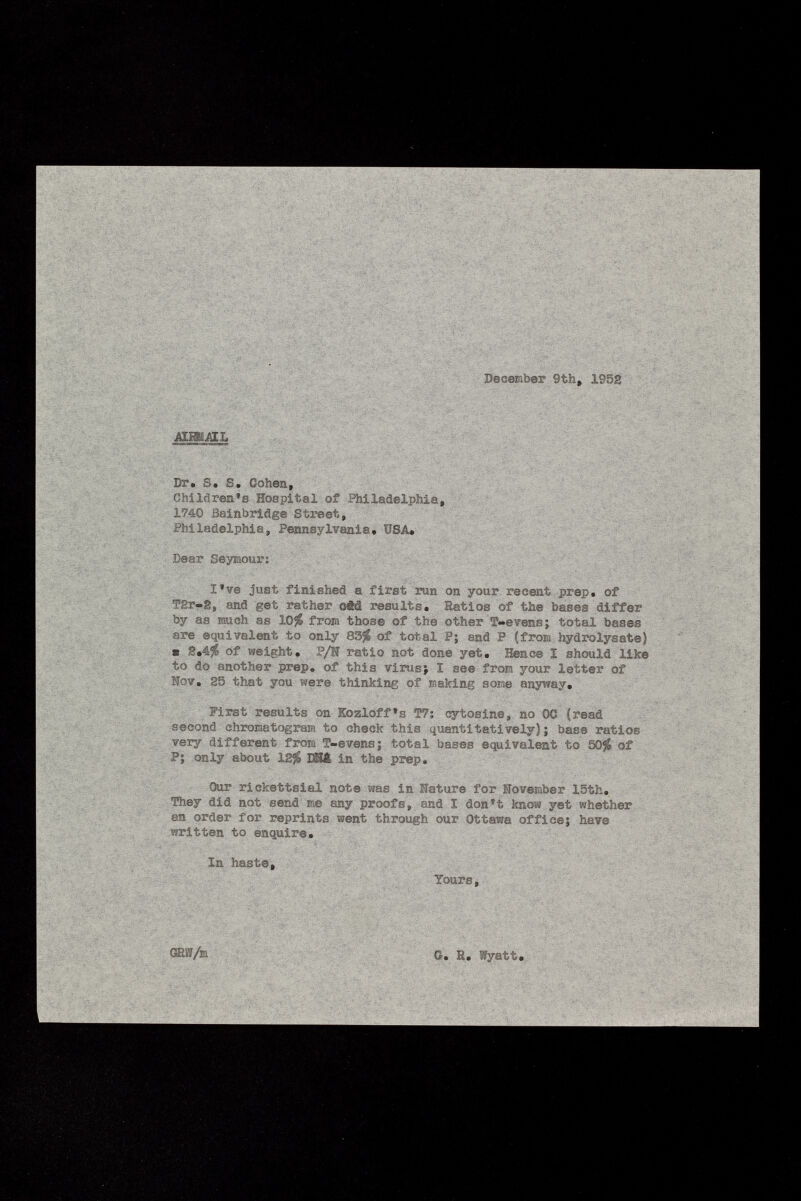 December 9th, 1952
AIRMAIL
Dr. S. S. Cohen,
Children's Hospital of Philadelphia,
1740 Bainbridge Street,
Philadelphia, Pennsylvania. USA.
Dear Seymour:
I've just finished a first run on your recent prep. of
T2r-2, and get rather odd results. Ratios of the bases differ
by as much as 10% from those of the other T-evens; total bases
are equivalent to only 83% of total P; and P (from hydrolysate)
= 2.4% of weight. P/N ratio not done yet. Hence I should like
to do another prep. of this virus; I see from your letter of
Nov. 25 that you were thinking of making some anyway.
First results on Kozloff's T7: cytosine, no OC (read
second chromatogram to check this quantitatively); base ratios
very different from T-evens; total bases equivalent to 50% of
P; only about 12% DNA in the prep.
Our rickettsial note was in Nature for November 15th.
They did not send me any proofs, and I don't know yet whether
an order for reprints went through our Ottawa office; have
written to enquire.
In haste,
Yours,
GRW/m
G. R. Wyatt.